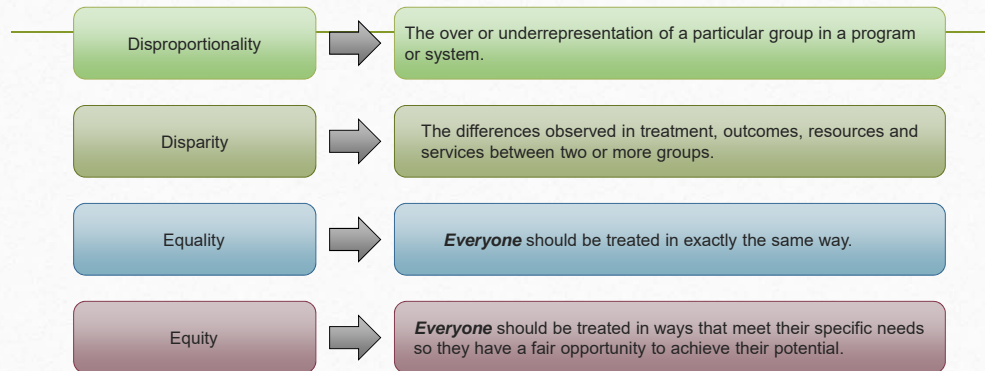 Disproportionality
The over or underrepresentation of a particular group in a program
or system.
Disparity
The differences observed in treatment, outcomes, resources and
services between two or more groups.
Equality
Everyone should be treated in exactly the same way.
Equity
Everyone should be treated in ways that meet their specific needs
so they have a fair opportunity to achieve their potential.